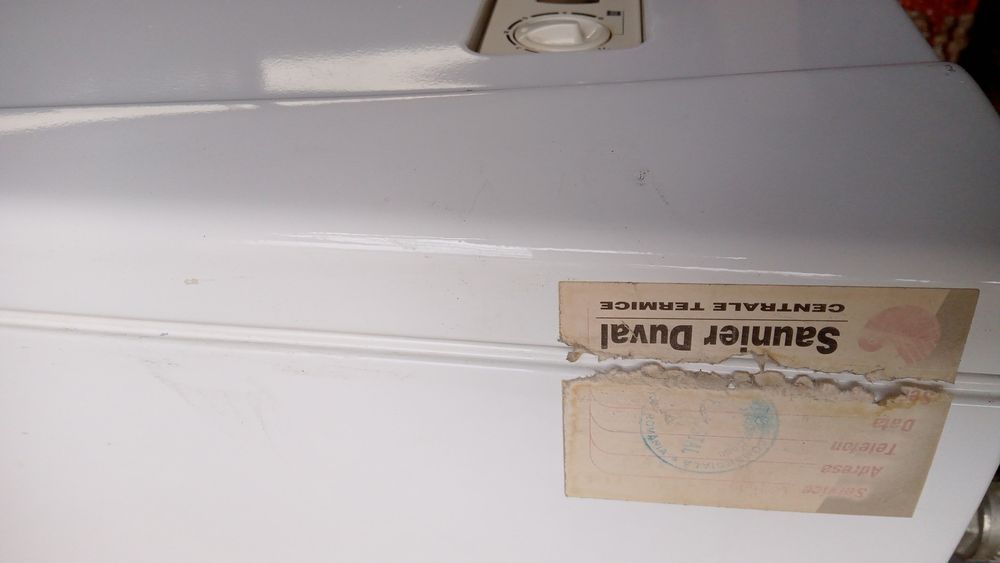 Service
Adresa
Telefon
Data
Saunier Duval
CENTRALE TERMICE